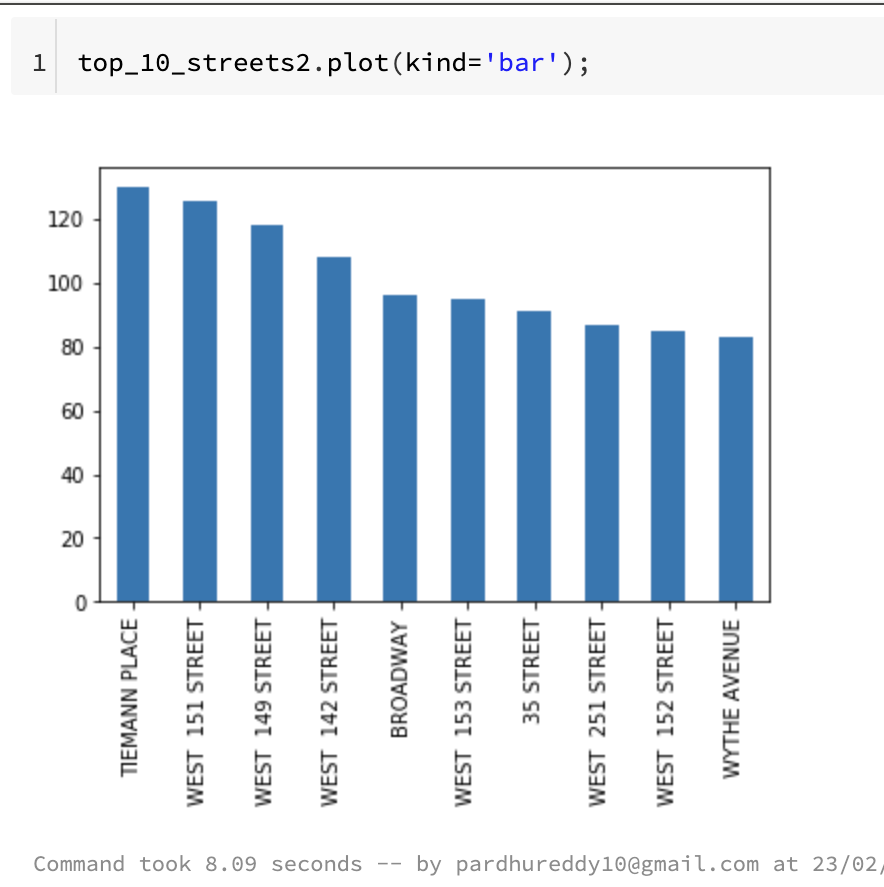 1 top_10_streets2.plot(kind='bar');
120
100
80
60
40
20
0
TIEMANN PLACE
WEST 151 STREET
WEST 149 STREET
WEST 142 STREET
BROADWAY
WEST 153 STREET
35 STREET
WEST 251 STREET
WEST 152 STREET
WYTHE AVENUE
Command took 8.09 seconds -- by pardhureddy10@gmail.com at 23/02/